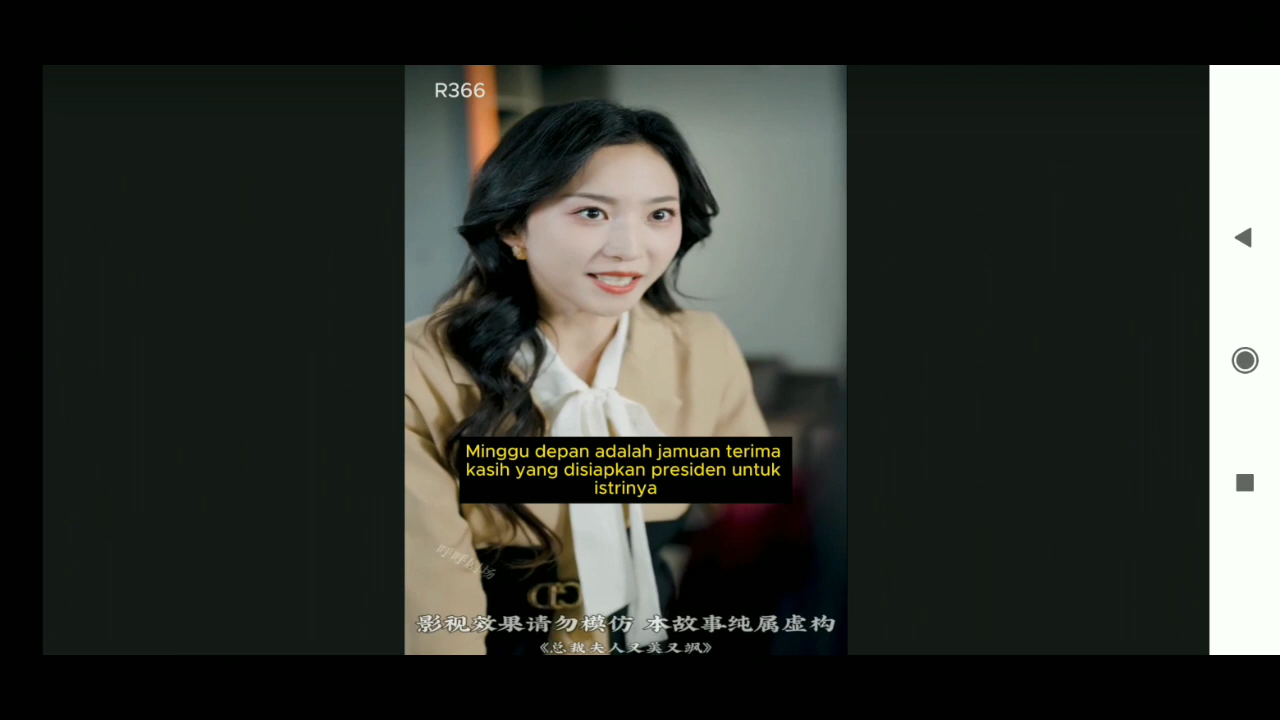 R366
Minggu depan adalah jamuan terima
kasih yang disiapkan presiden untuk
istrinya
影视效果请勿模仿 本故事纯属虚构
《总裁夫人又美又飒》